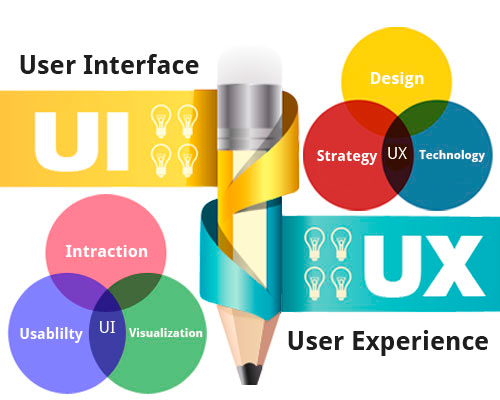 User Interface
UI
Design
Strategy
UX
Technology
Intraction
Usablilty
UI
Visualization
UX
User Experience